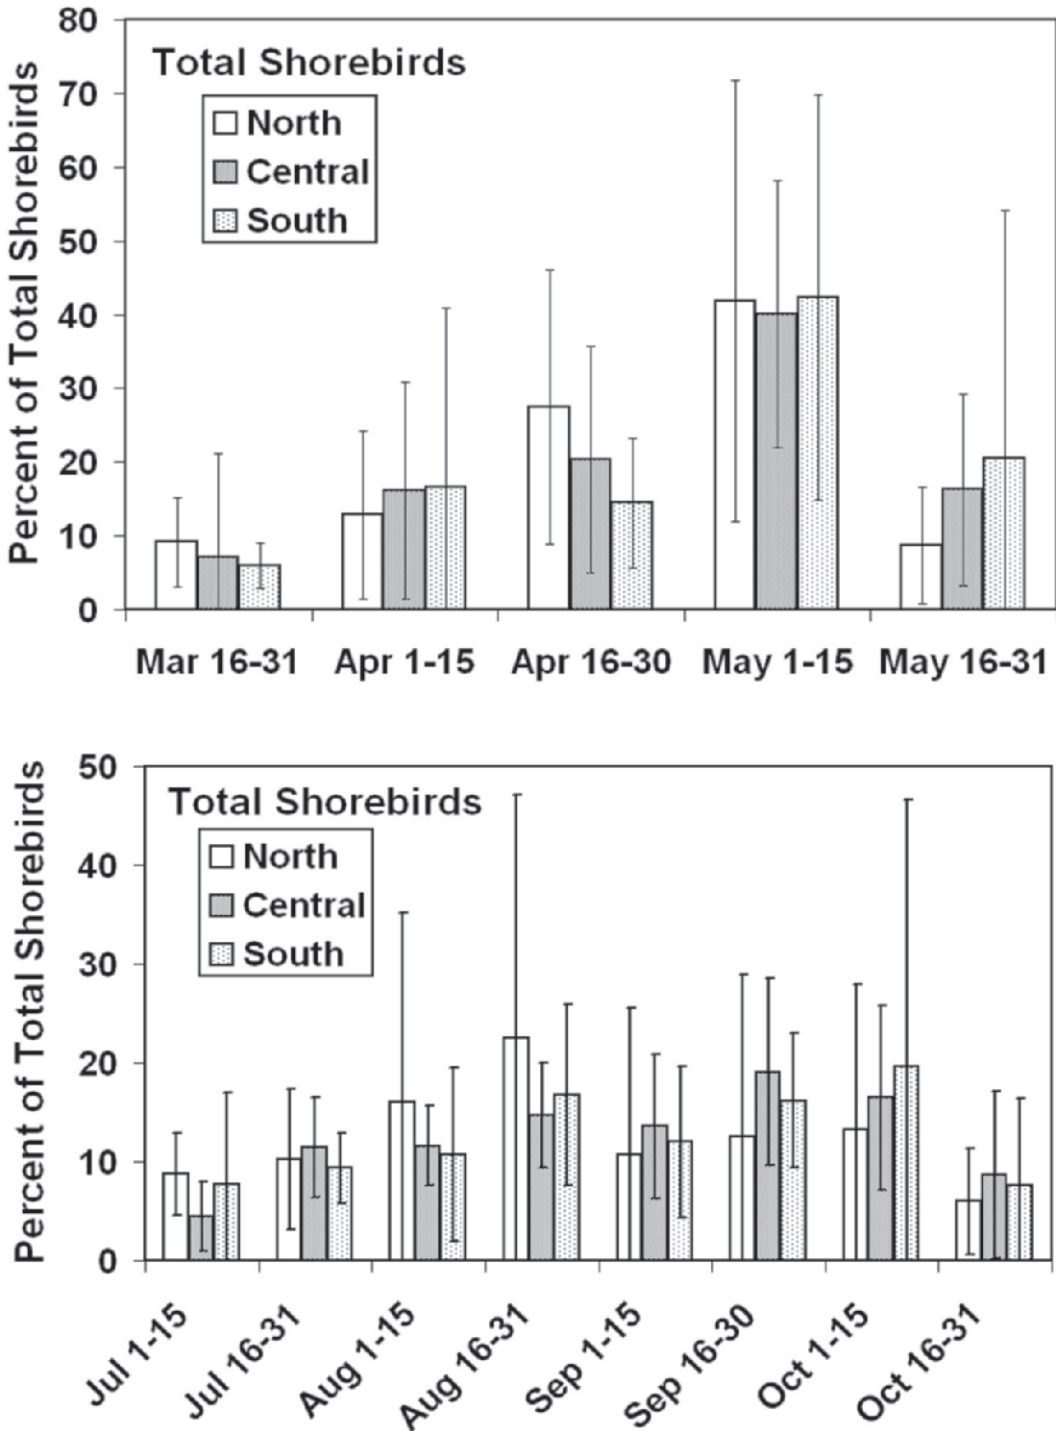 Percent of Total Shorebirds
80
70
60
50
40
30
20
10
0
Total Shorebirds
North
Central
South
Mar 16-31 Apr 1-15 Apr 16-30 May 1-15 May 16-31
Percent of Total Shorebirds
50
40
30
20
10
0
Total Shorebirds
North
Central
South
Jul 1-15
Jul 16-31
Aug 1-15
Aug 16-31
Sep 1-15
Sep 16-30
Oct 1-15
Oct 16-31